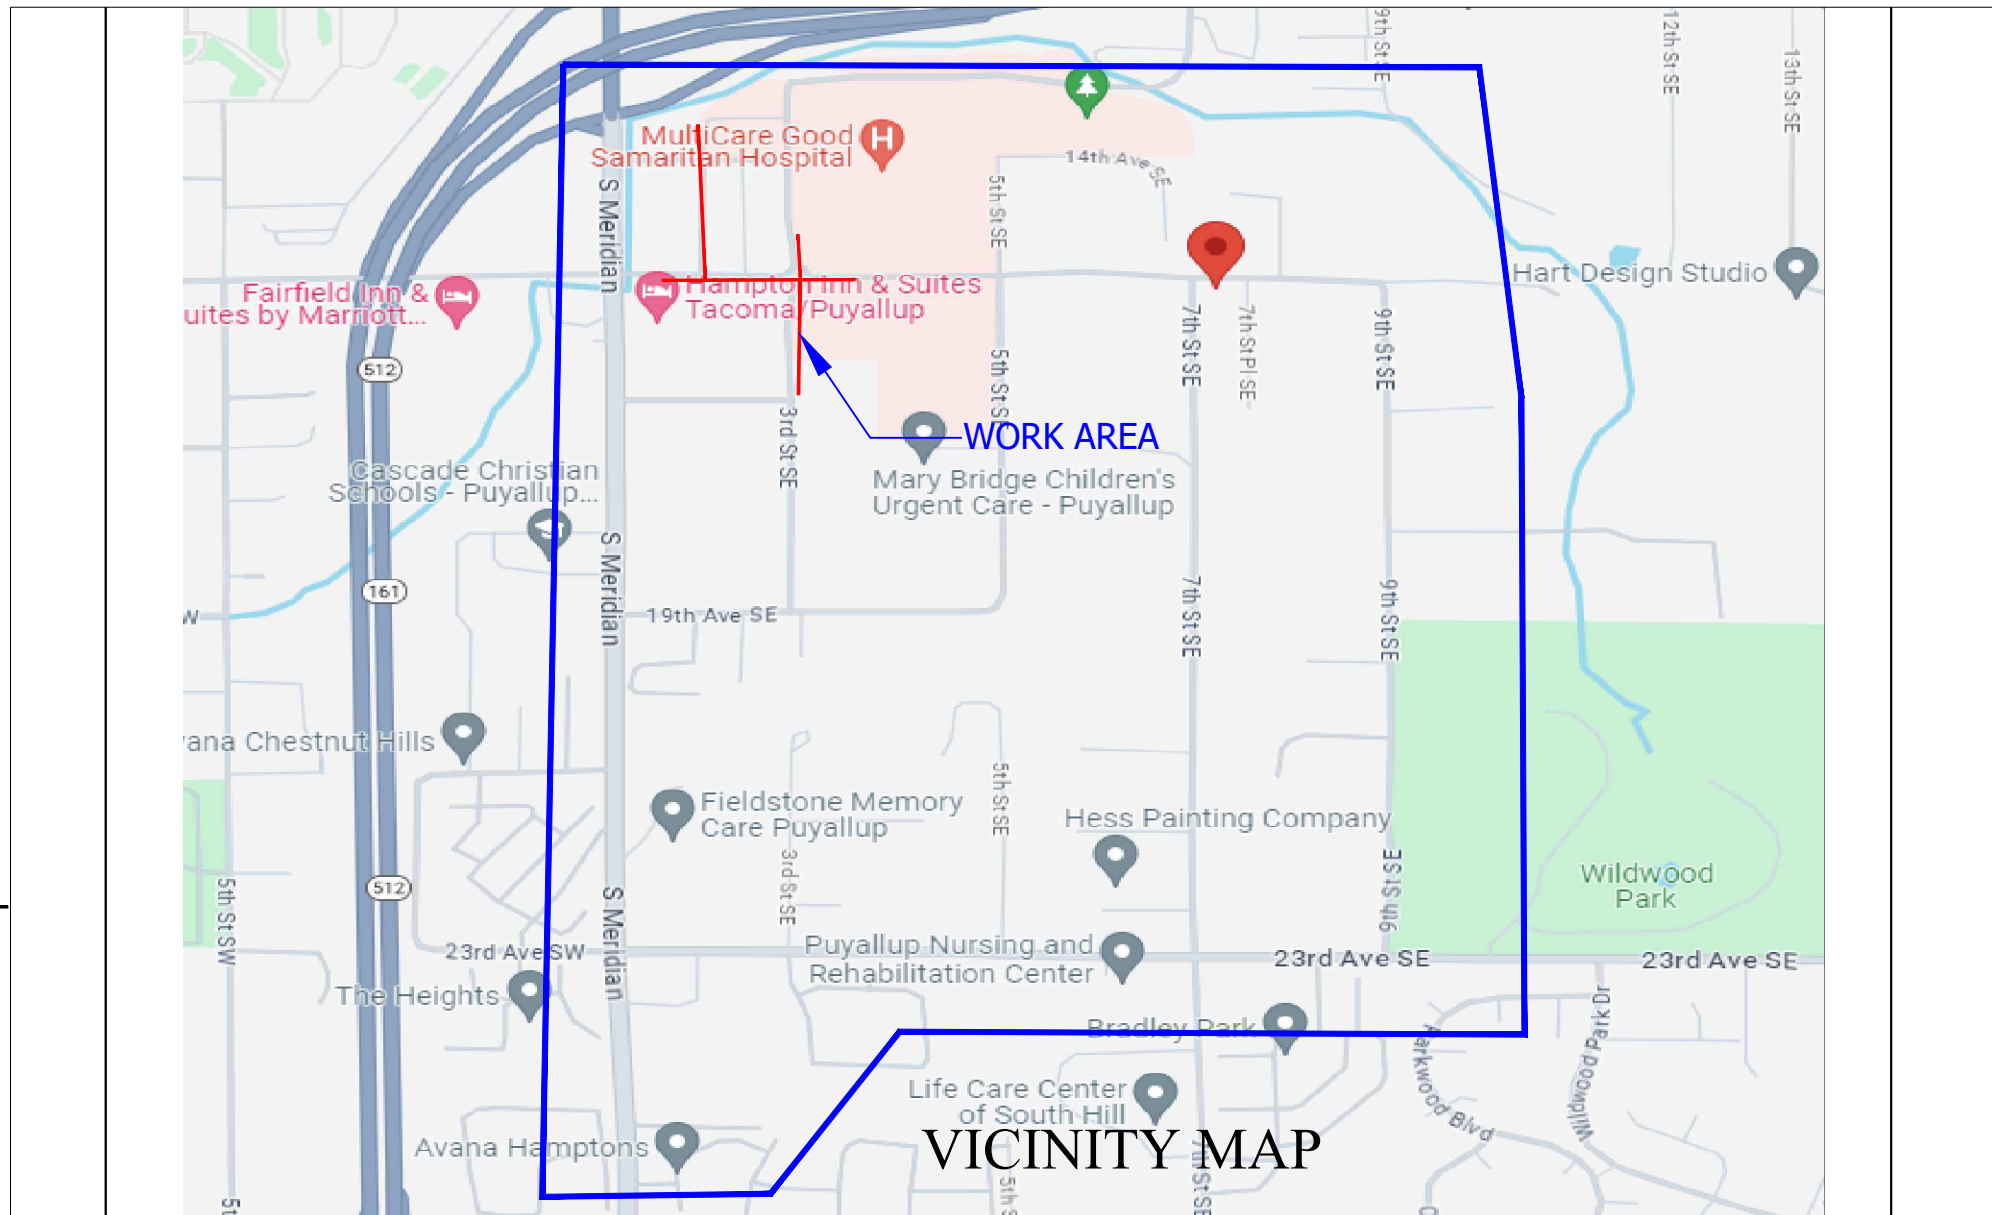 9th St SE
12th St SE
13th St SE
MultiCare Good
Samaritan Hospital
H
14th Ave SE
S Meridian
5th St SE
Hart Design Studio
Fairfield Inn &
uites by Marriott...
Hampton Inn & Suites
Tacoma/Puyallup
7th St SE
7th St Pl SE
9th St SE
512
5th St SE
3rd St SE
WORK AREA
Cascade Christian
Schools - Puyallup...
Mary Bridge Children's
Urgent Care - Puyallup
S Meridian
161
W
19th Ave SE
7th St SE
9th St SE
ana Chestnut Hills
Fieldstone Memory
Care Puyallup
5th St SE
Hess Painting Company
512
5th St SW
3rd St SE
9th St SE
Wildwood
Park
S Meridian
23rd Ave SW
Puyallup Nursing and
Rehabilitation Center
23rd Ave SE
23rd Ave SE
The Heights
Bradley Park
Wildwood Park Dr
Life Care Center
of South Hill
Avana Hamptons
VICINITY MAP
7th St SE
5th S
5t